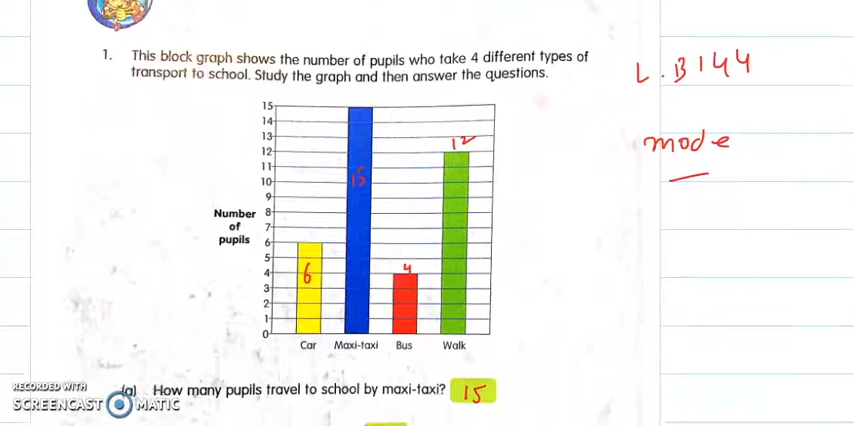 1. This block graph shows the number of pupils who take 4 different types of
transport to school. Study the graph and then answer the questions.
L.B 144
mode
15
14
13
12
11
10
9
8
7
6
5
4
3
2
1
0
Number
of
pupils
6
15
4
12
Car Maxi-taxi Bus Walk
(a) How many pupils travel to school by maxi-taxi? 15
RECORDED WITH
SCREENCAST MATIC